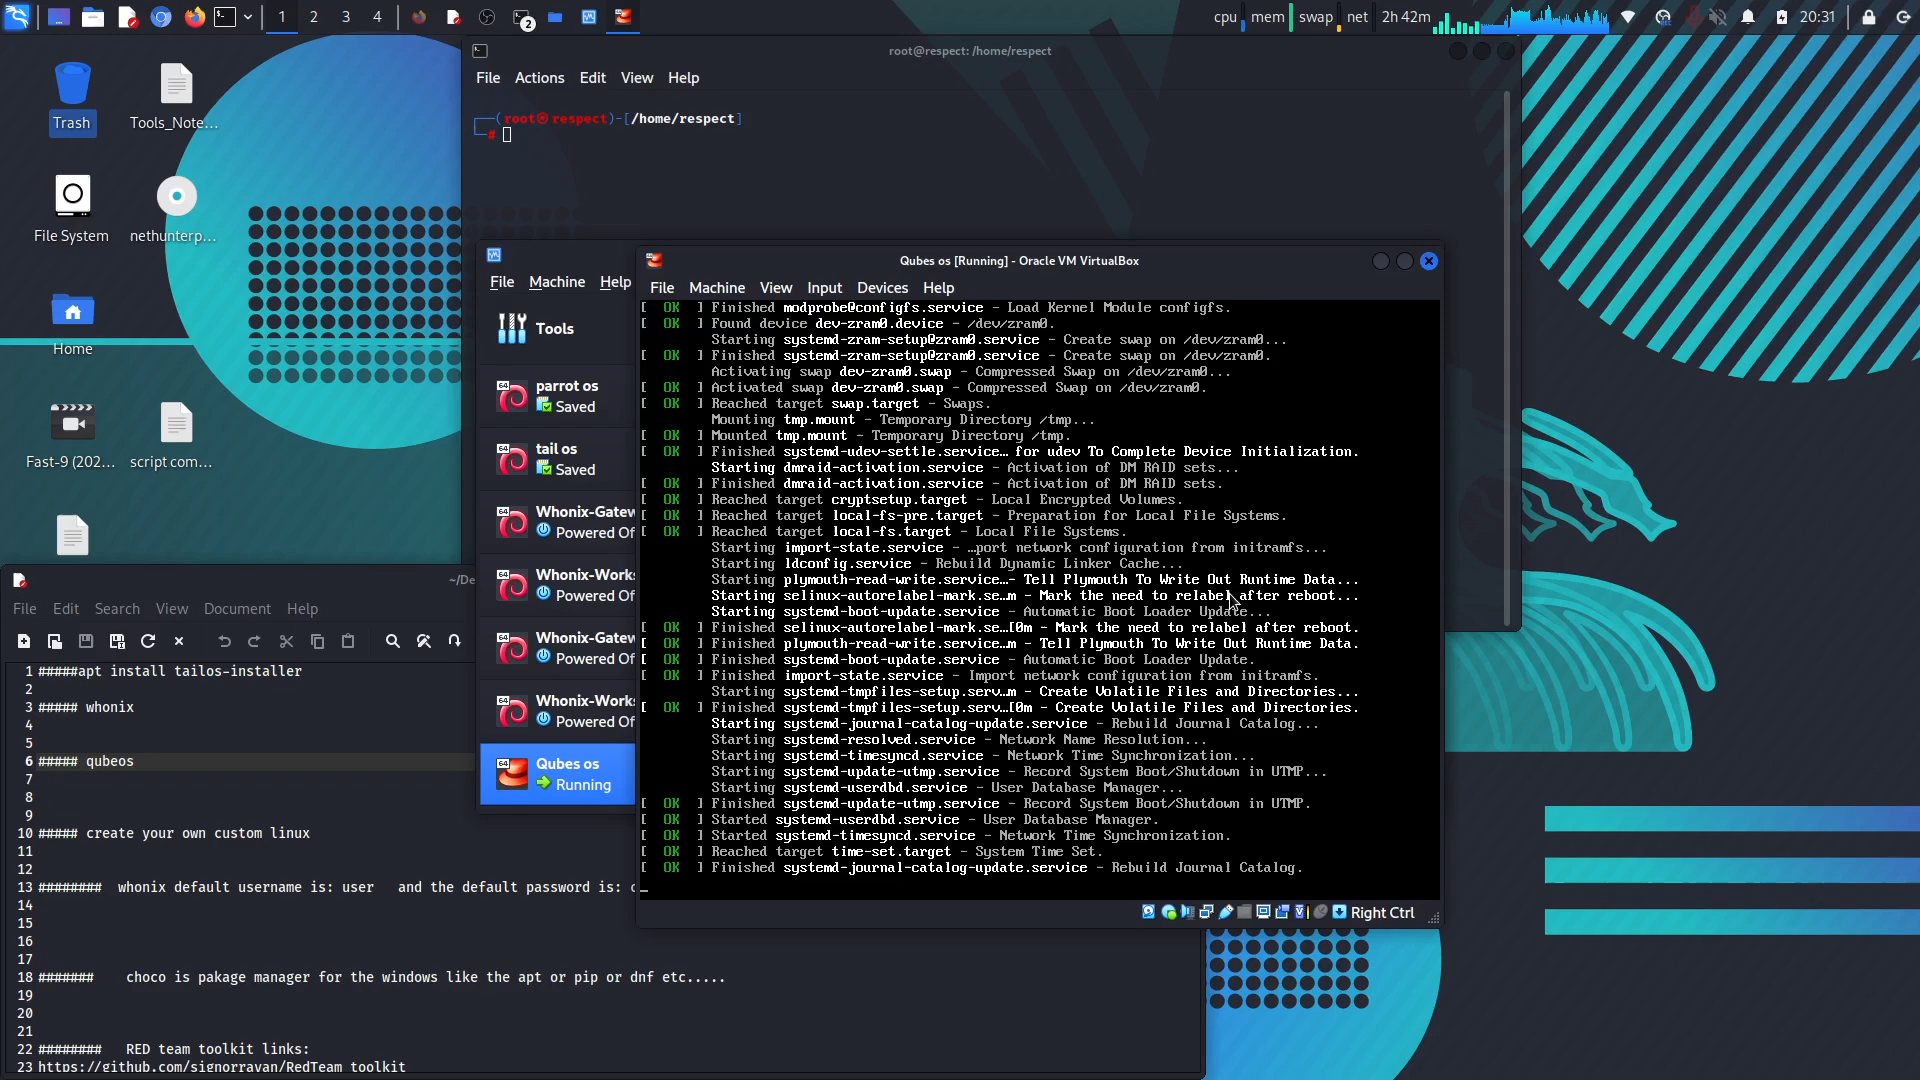 1
2
3
4
2
cpu
mem
swap
net
2h 42m
20:31
Trash
Tools_Note...
File System
nethunterp...
Home
Fast-9 (202...
script com...
root@respect: /home/respect
File Actions Edit View Help
(root㉿respect)-[/home/respect]
#
File Machine Help
Tools
parrot os
Saved
tail os
Saved
Whonix-Gatew
Powered Of
Whonix-Works
Powered Of
Whonix-Gatew
Powered Of
Whonix-Works
Powered Of
Qubes os
Running
Qubes os [Running] - Oracle VM VirtualBox
File Machine View Input Devices Help
[ OK ] Finished modprobe@configfs.service - Load Kernel Module configfs.
[ OK ] Found device dev-zram0.device - /dev/zram0.
Starting systemd-zram-setup@zram0.service - Create swap on /dev/zram0...
[ OK ] Finished systemd-zram-setup@zram0.service - Create swap on /dev/zram0.
Activating swap dev-zram0.swap - Compressed Swap on /dev/zram0...
[ OK ] Activated swap dev-zram0.swap - Compressed Swap on /dev/zram0.
[ OK ] Reached target swap.target - Swaps.
Mounting tmp.mount - Temporary Directory /tmp...
[ OK ] Mounted tmp.mount - Temporary Directory /tmp.
[ OK ] Finished systemd-udev-settle.service… for udev To Complete Device Initialization.
Starting dmraid-activation.service - Activation of DM RAID sets...
[ OK ] Finished dmraid-activation.service - Activation of DM RAID sets.
[ OK ] Reached target cryptsetup.target - Local Encrypted Volumes.
[ OK ] Reached target local-fs-pre.target - Preparation for Local File Systems.
[ OK ] Reached target local-fs.target - Local File Systems.
Starting import-state.service - …port network configuration from initramfs...
Starting ldconfig.service - Rebuild Dynamic Linker Cache...
Starting plymouth-read-write.service…- Tell Plymouth To Write Out Runtime Data...
Starting selinux-autorelabel-mark.se…m - Mark the need to relabel after reboot...
Starting systemd-boot-update.service - Automatic Boot Loader Update...
[ OK ] Finished selinux-autorelabel-mark.se…[0m - Mark the need to relabel after reboot.
[ OK ] Finished plymouth-read-write.service…m - Tell Plymouth To Write Out Runtime Data.
[ OK ] Finished systemd-boot-update.service - Automatic Boot Loader Update.
[ OK ] Finished import-state.service - Import network configuration from initramfs.
Starting systemd-tmpfiles-setup.serv…m - Create Volatile Files and Directories...
[ OK ] Finished systemd-tmpfiles-setup.serv…[0m - Create Volatile Files and Directories.
Starting systemd-journal-catalog-update.service - Rebuild Journal Catalog...
Starting systemd-resolved.service - Network Name Resolution...
Starting systemd-timesyncd.service - Network Time Synchronization...
Starting systemd-update-utmp.service - Record System Boot/Shutdown in UTMP...
Starting systemd-userdbd.service - User Database Manager...
[ OK ] Finished systemd-update-utmp.service - Record System Boot/Shutdown in UTMP.
[ OK ] Started systemd-userdbd.service - User Database Manager.
[ OK ] Started systemd-timesyncd.service - Network Time Synchronization.
[ OK ] Reached target time-set.target - System Time Set.
[ OK ] Finished systemd-journal-catalog-update.service - Rebuild Journal Catalog.
Right Ctrl
~/De
File Edit Search View Document Help
1 #####apt install tailos-installer
2
3 ##### whonix
4
5
6 ##### qubeos
7
8
9
10 ##### create your own custom linux
11
12
13 ######## whonix default username is: user and the default password is: c
14
15
16
17
18 ####### choco is pakage manager for the windows like the apt or pip or dnf etc.....
19
20
21
22 ######## RED team toolkit links:
23 https://github.com/signorrayan/RedTeam_toolkit